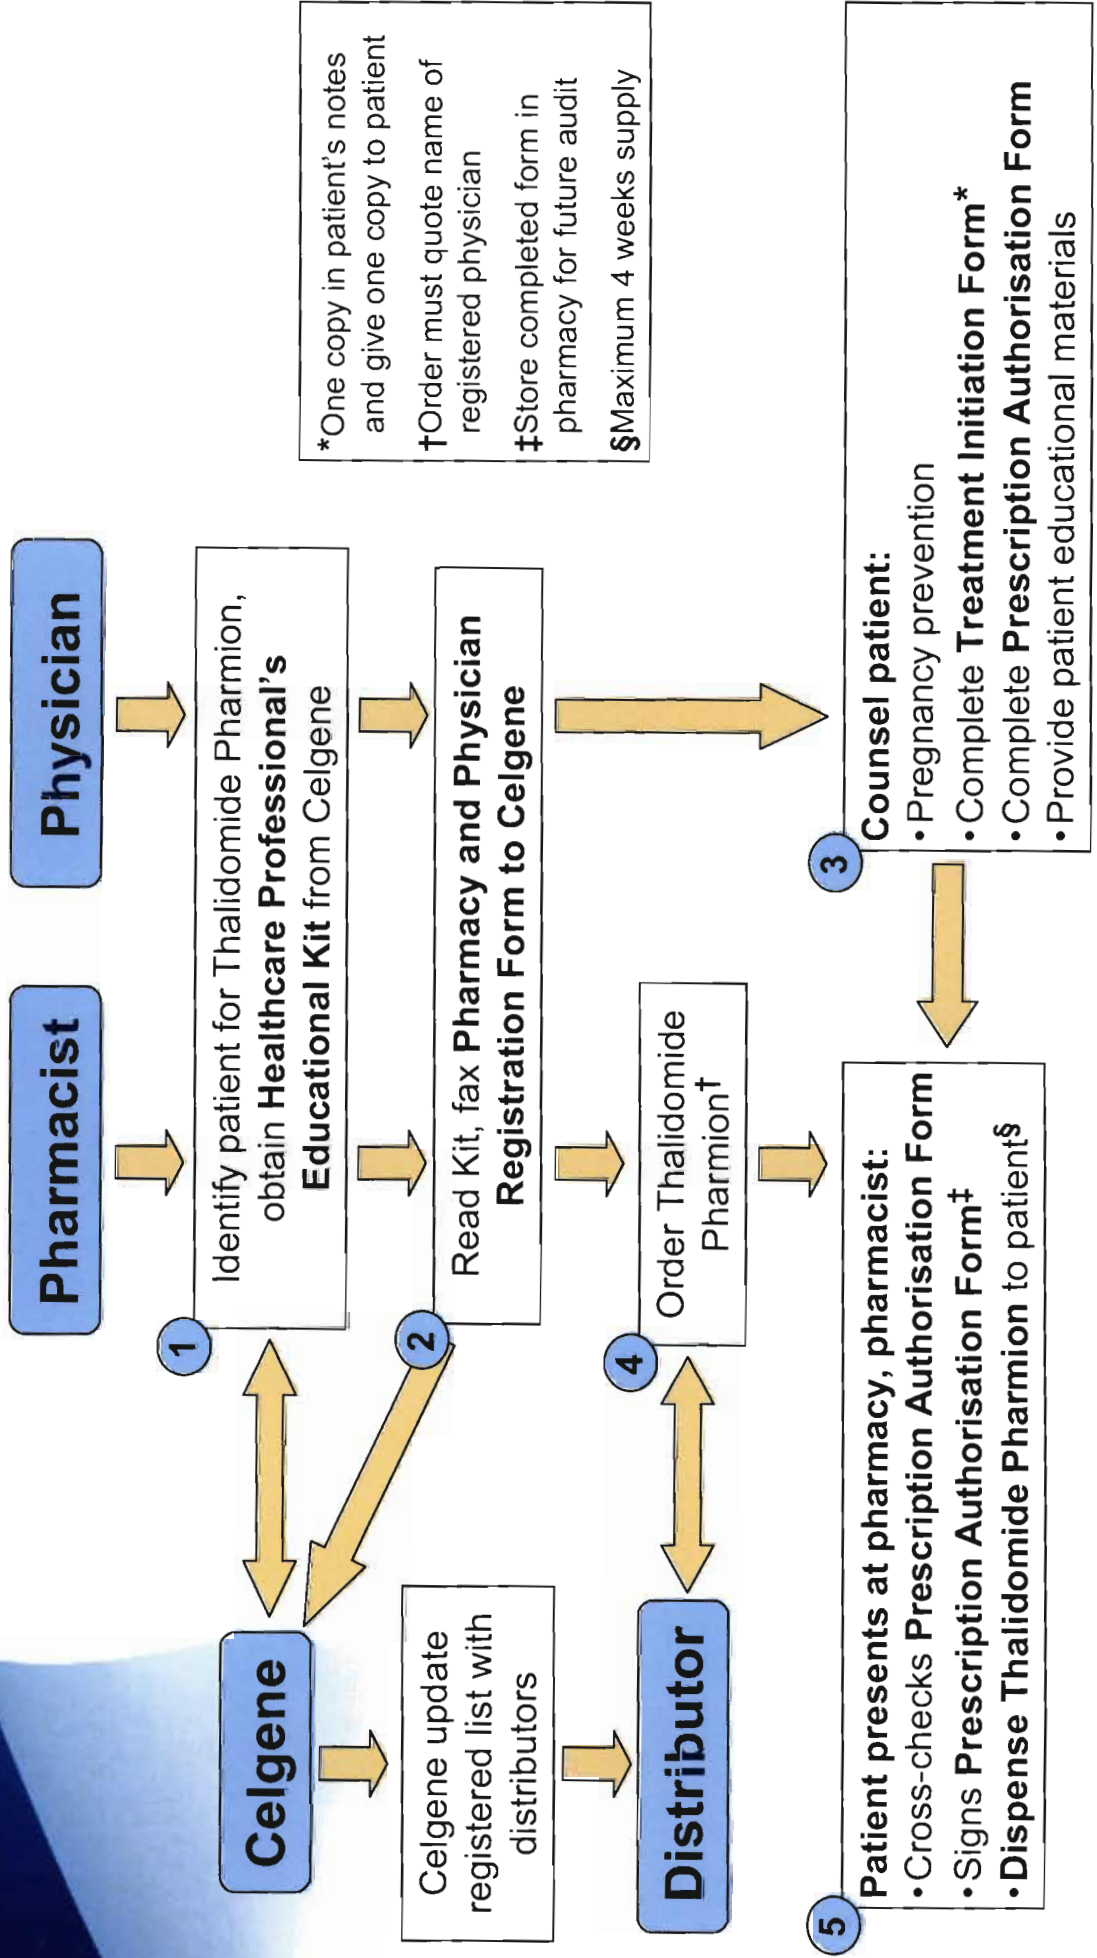 Pharmacist
Physician
1
Identify patient for Thalidomide Pharmion,
obtain Healthcare Professional's
Educational Kit from Celgene
Celgene
2
Read Kit, fax Pharmacy and Physician
Registration Form to Celgene
Celgene update
registered list with
distributors
*One copy in patient's notes
and give one copy to patient
†Order must quote name of
registered physician
‡Store completed form in
pharmacy for future audit
§Maximum 4 weeks supply
Distributor
4
Order Thalidomide
Pharmion†
3
Counsel patient:
•Pregnancy prevention
•Complete Treatment Initiation Form*
•Complete Prescription Authorisation Form
•Provide patient educational materials
5
Patient presents at pharmacy, pharmacist:
•Cross-checks Prescription Authorisation Form
•Signs Prescription Authorisation Form‡
•Dispense Thalidomide Pharmion to patient§